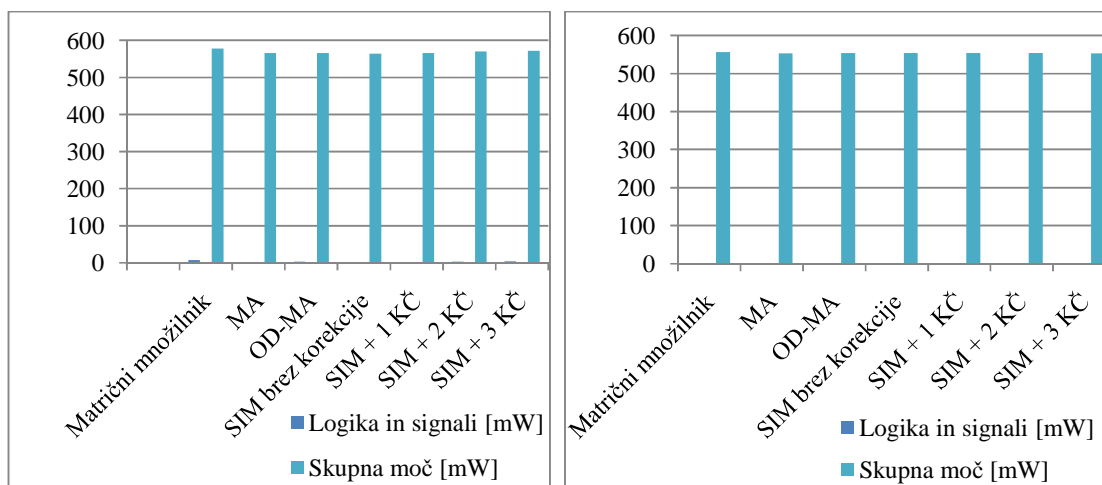 600
500
400
300
200
100
0
Matrični množilnik
MA
OD-MA
SIM brez korekcije
SIM + 1 KČ
SIM + 2 KČ
SIM + 3 KČ
Logika in signali [mW]
Skupna moč [mW]
600
500
400
300
200
100
0
Matrični množilnik
MA
OD-MA
SIM brez korekcije
SIM + 1 KČ
SIM + 2 KČ
SIM + 3 KČ
Logika in signali [mW]
Skupna moč [mW]